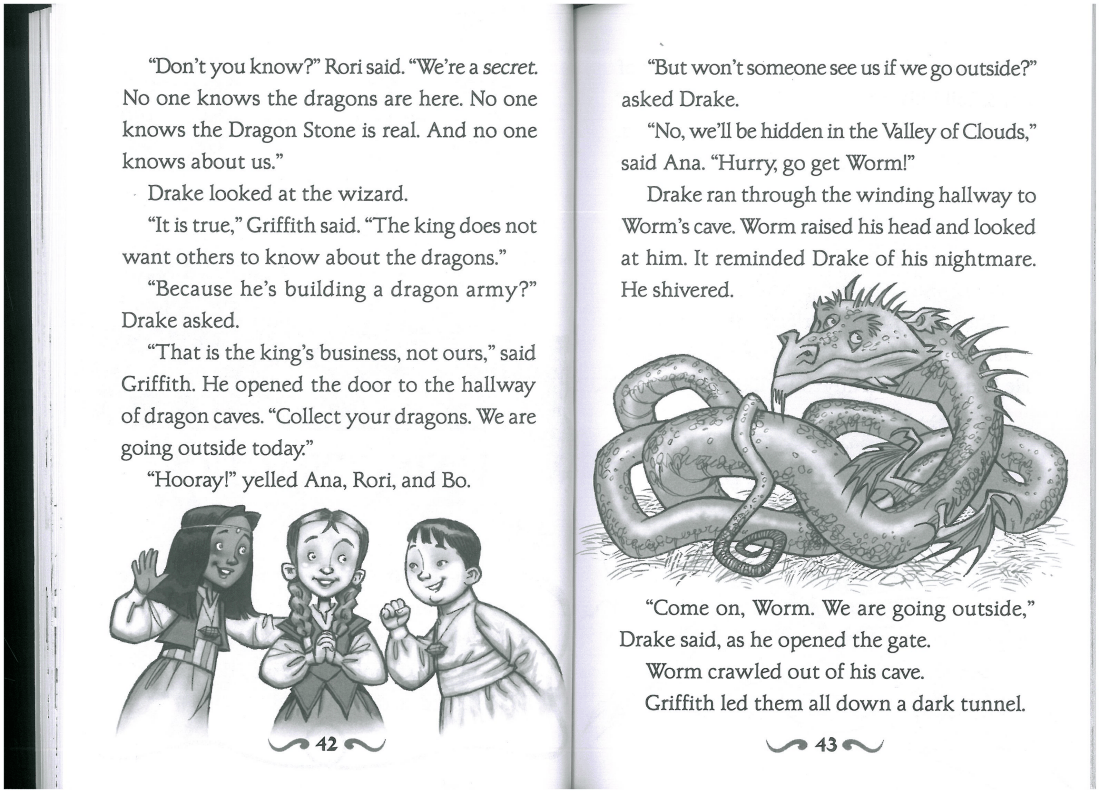 “Don’t you know?” Rori said. “We’re a secret.
No one knows the dragons are here. No one
knows the Dragon Stone is real. And no one
knows about us.”
Drake looked at the wizard.
“It is true,” Griffith said. “The king does not
want others to know about the dragons.”
“Because he’s building a dragon army?”
Drake asked.
“That is the king’s business, not ours,” said
Griffith. He opened the door to the hallway
of dragon caves. “Collect your dragons. We are
going outside today.”
“Hooray!” yelled Ana, Rori, and Bo.
42
“But won’t someone see us if we go outside?”
asked Drake.
“No, we’ll be hidden in the Valley of Clouds,”
said Ana. “Hurry, go get Worm!”
Drake ran through the winding hallway to
Worm’s cave. Worm raised his head and looked
at him. It reminded Drake of his nightmare.
He shivered.
“Come on, Worm. We are going outside,”
Drake said, as he opened the gate.
Worm crawled out of his cave.
Griffith led them all down a dark tunnel.
43